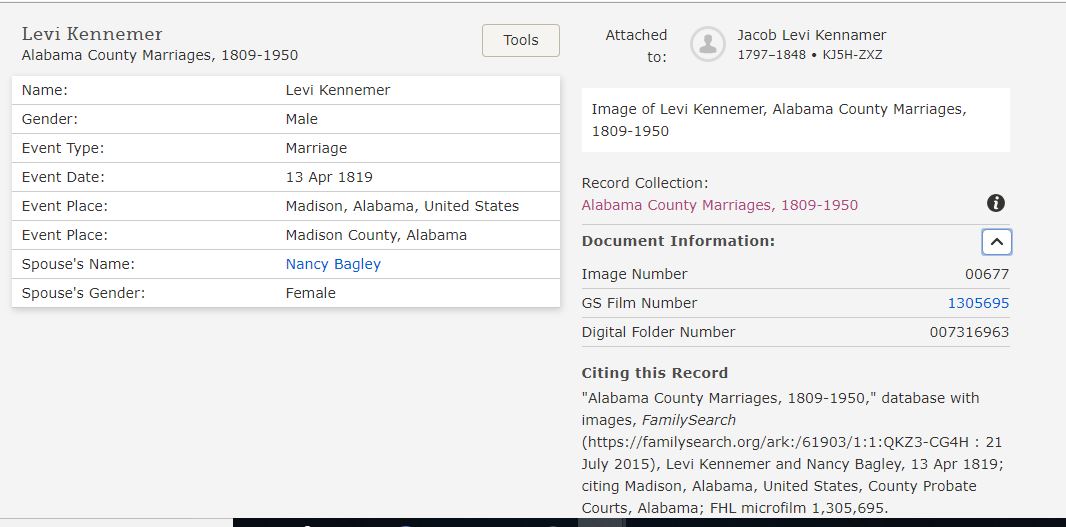 Levi Kennemer
Alabama County Marriages, 1809-1950
Tools
Name: Levi Kennemer
Gender: Male
Event Type: Marriage
Event Date: 13 Apr 1819
Event Place: Madison, Alabama, United States
Event Place: Madison County, Alabama
Spouse's Name: Nancy Bagley
Spouse's Gender: Female
Attached
to:
Jacob Levi Kennamer
1797–1848 • KJ5H-ZXZ
Image of Levi Kennemer, Alabama County Marriages,
1809-1950
Record Collection:
Alabama County Marriages, 1809-1950
Document Information:
Image Number 00677
GS Film Number 1305695
Digital Folder Number 007316963
Citing this Record
"Alabama County Marriages, 1809-1950," database with
images, FamilySearch
(https://familysearch.org/ark:/61903/1:1:QKZ3-CG4H : 21
July 2015), Levi Kennemer and Nancy Bagley, 13 Apr 1819;
citing Madison, Alabama, United States, County Probate
Courts, Alabama; FHL microfilm 1,305,695.